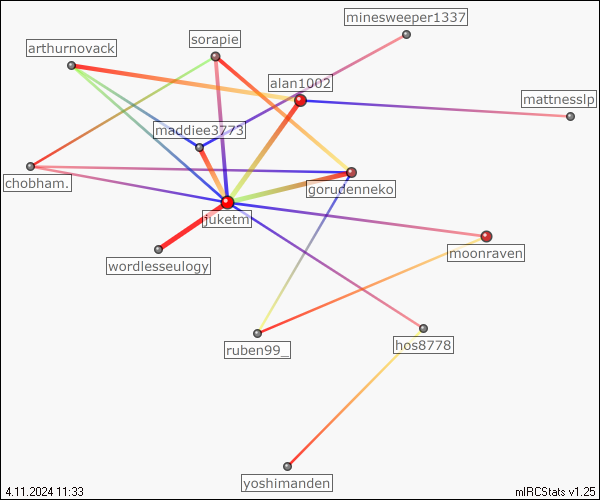 minesweeper1337
sorapie
arthurnovack
alan1002
mattnesslp
maddiee3773
chobham.
gorudenneko
juketm
moonraven
wordlesseulogy
ruben99_
hos8778
yoshimanden
4.11.2024 11:33
mIRCStats v1.25